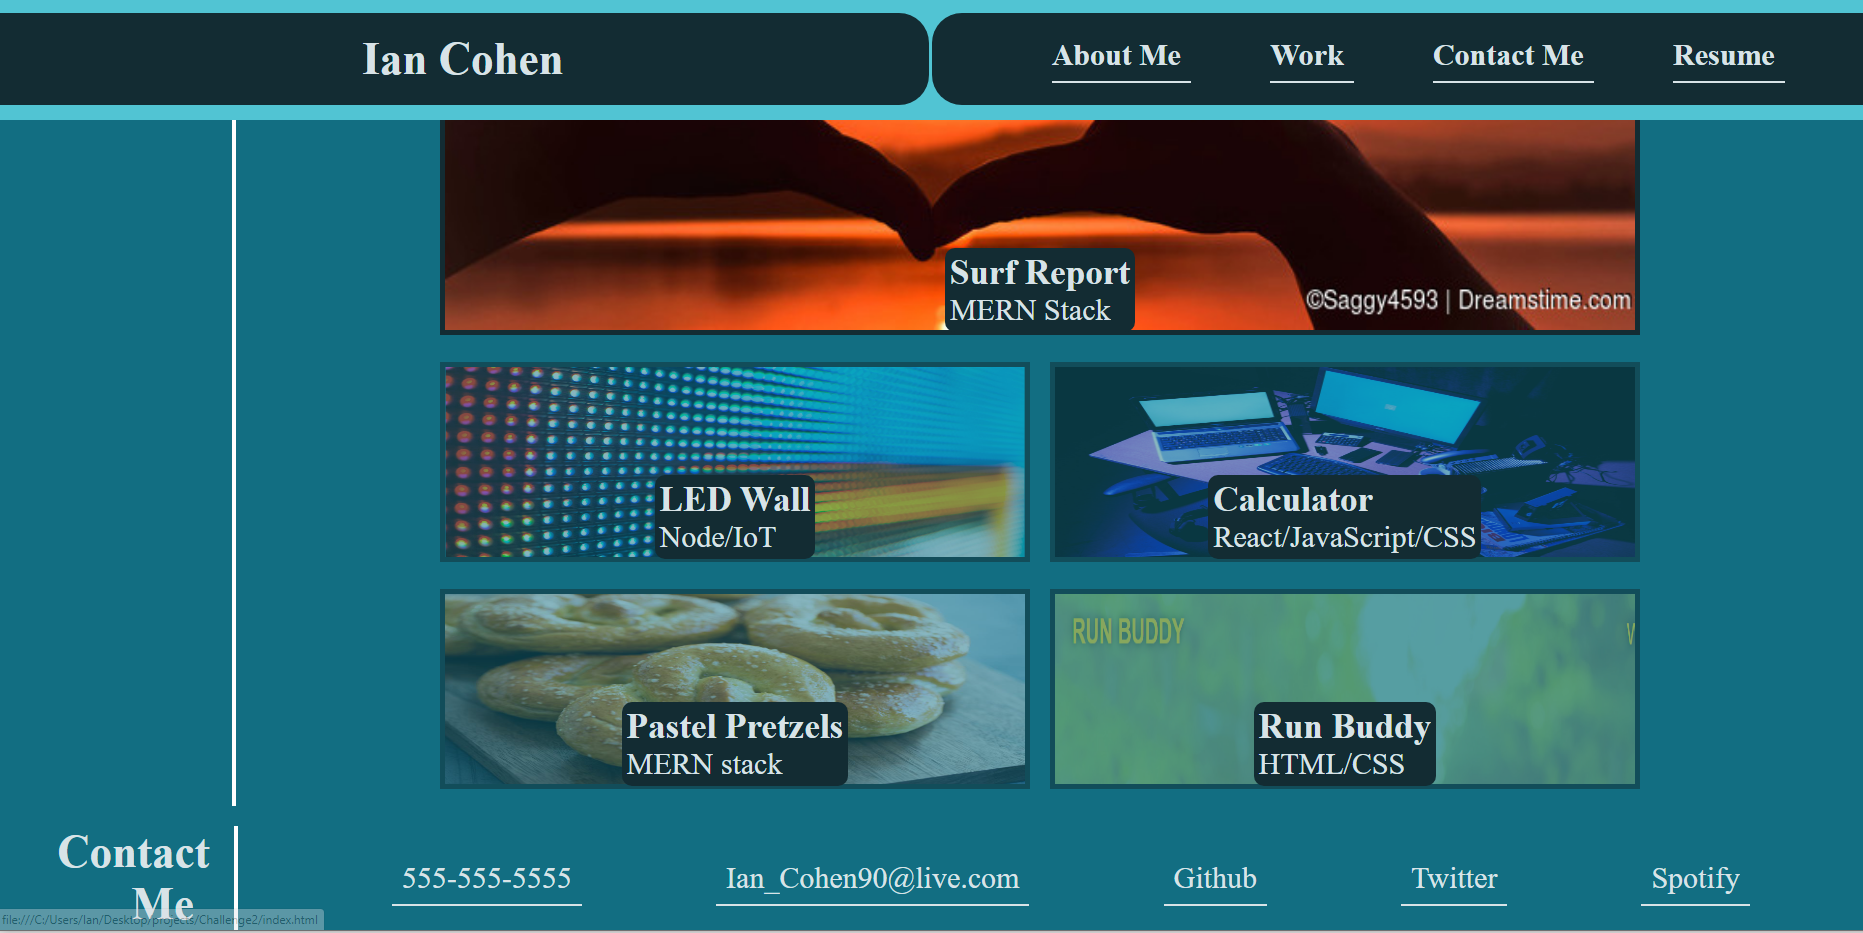 Ian Cohen
About Me
Work
Contact Me
Resume
Surf Report
MERN Stack
©Saggy4593 | Dreamstime.com
LED Wall
Node/IoT
Calculator
React/JavaScript/CSS
RUN BUDDY
Pastel Pretzels
MERN stack
Run Buddy
HTML/CSS
Contact
Me
555-555-5555
Ian_Cohen90@live.com
Github
Twitter
Spotify
file:///C:/Users/Ian/Desktop/projects/Challenge2/index.html